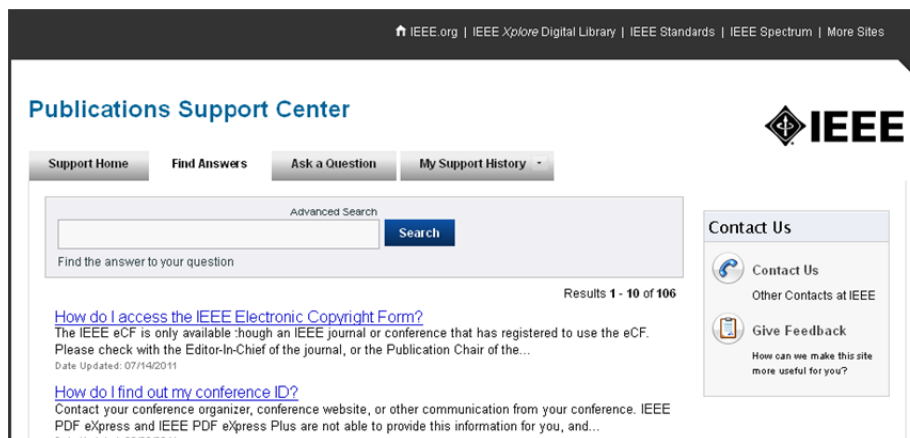 IEEE.org | IEEE Xplore Digital Library | IEEE Standards | IEEE Spectrum | More Sites
Publications Support Center
IEEE
Support Home Find Answers Ask a Question My Support History
Advanced Search
Search
Find the answer to your question
Results 1 - 10 of 106
How do I access the IEEE Electronic Copyright Form?
The IEEE eCF is only available :hough an IEEE journal or conference that has registered to use the eCF.
Please check with the Editor-In-Chief of the journal, or the Publication Chair of the...
Date Updated: 07/14/2011
How do I find out my conference ID?
Contact your conference organizer, conference website, or other communication from your conference. IEEE
PDF eXpress and IEEE PDF eXpress Plus are not able to provide this information for you, and...
Contact Us
Contact Us
Other Contacts at IEEE
Give Feedback
How can we make this site
more useful for you?